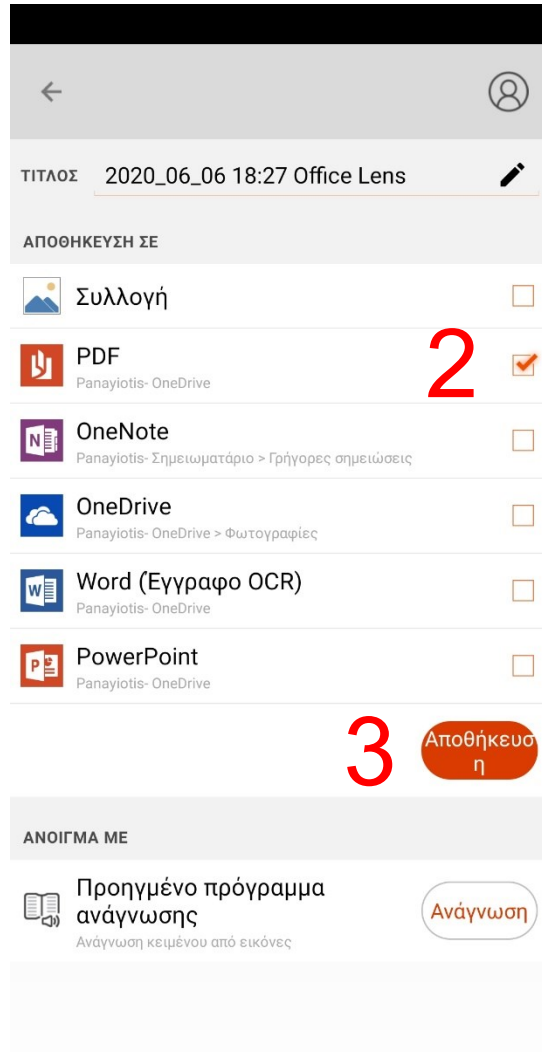 ΤΙΤΛΟΣ 2020_06_06 18:27 Office Lens
ΑΠΟΘΗΚΕΥΣΗ ΣΕ
Συλλογή
PDF
2
Panayiotis- OneDrive
OneNote
Panayiotis- Σημειωματάριο > Γρήγορες σημειώσεις
OneDrive
Panayiotis- OneDrive > Φωτογραφίες
Word (Έγγραφο OCR)
Panayiotis- OneDrive
PowerPoint
Panayiotis- OneDrive
3
Αποθήκευσ
η
ΑΝΟΙΓΜΑ ΜΕ
Προηγμένο πρόγραμμα
ανάγνωσης
Ανάγνωση κειμένου από εικόνες
Ανάγνωση